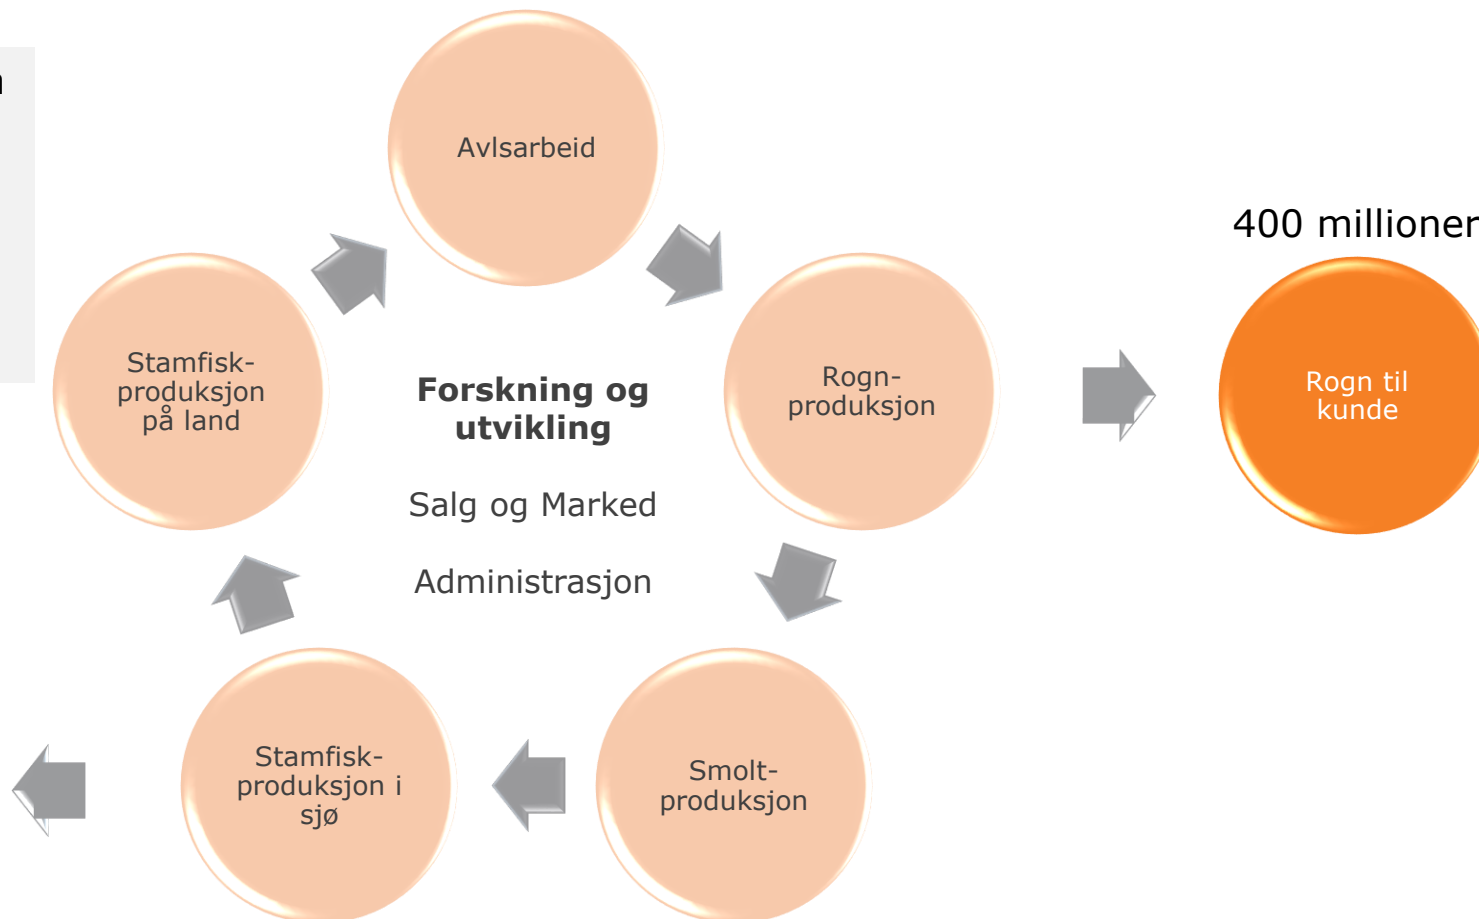 Avlsarbeid
400 millioner
Stamfisk-
produksjon
på land
Forskning og
utvikling
Salg og Marked
Administrasjon
Rogn-
produksjon
Rogn til
kunde
Stamfisk-
produksjon i
sjø
Smolt-
produksjon